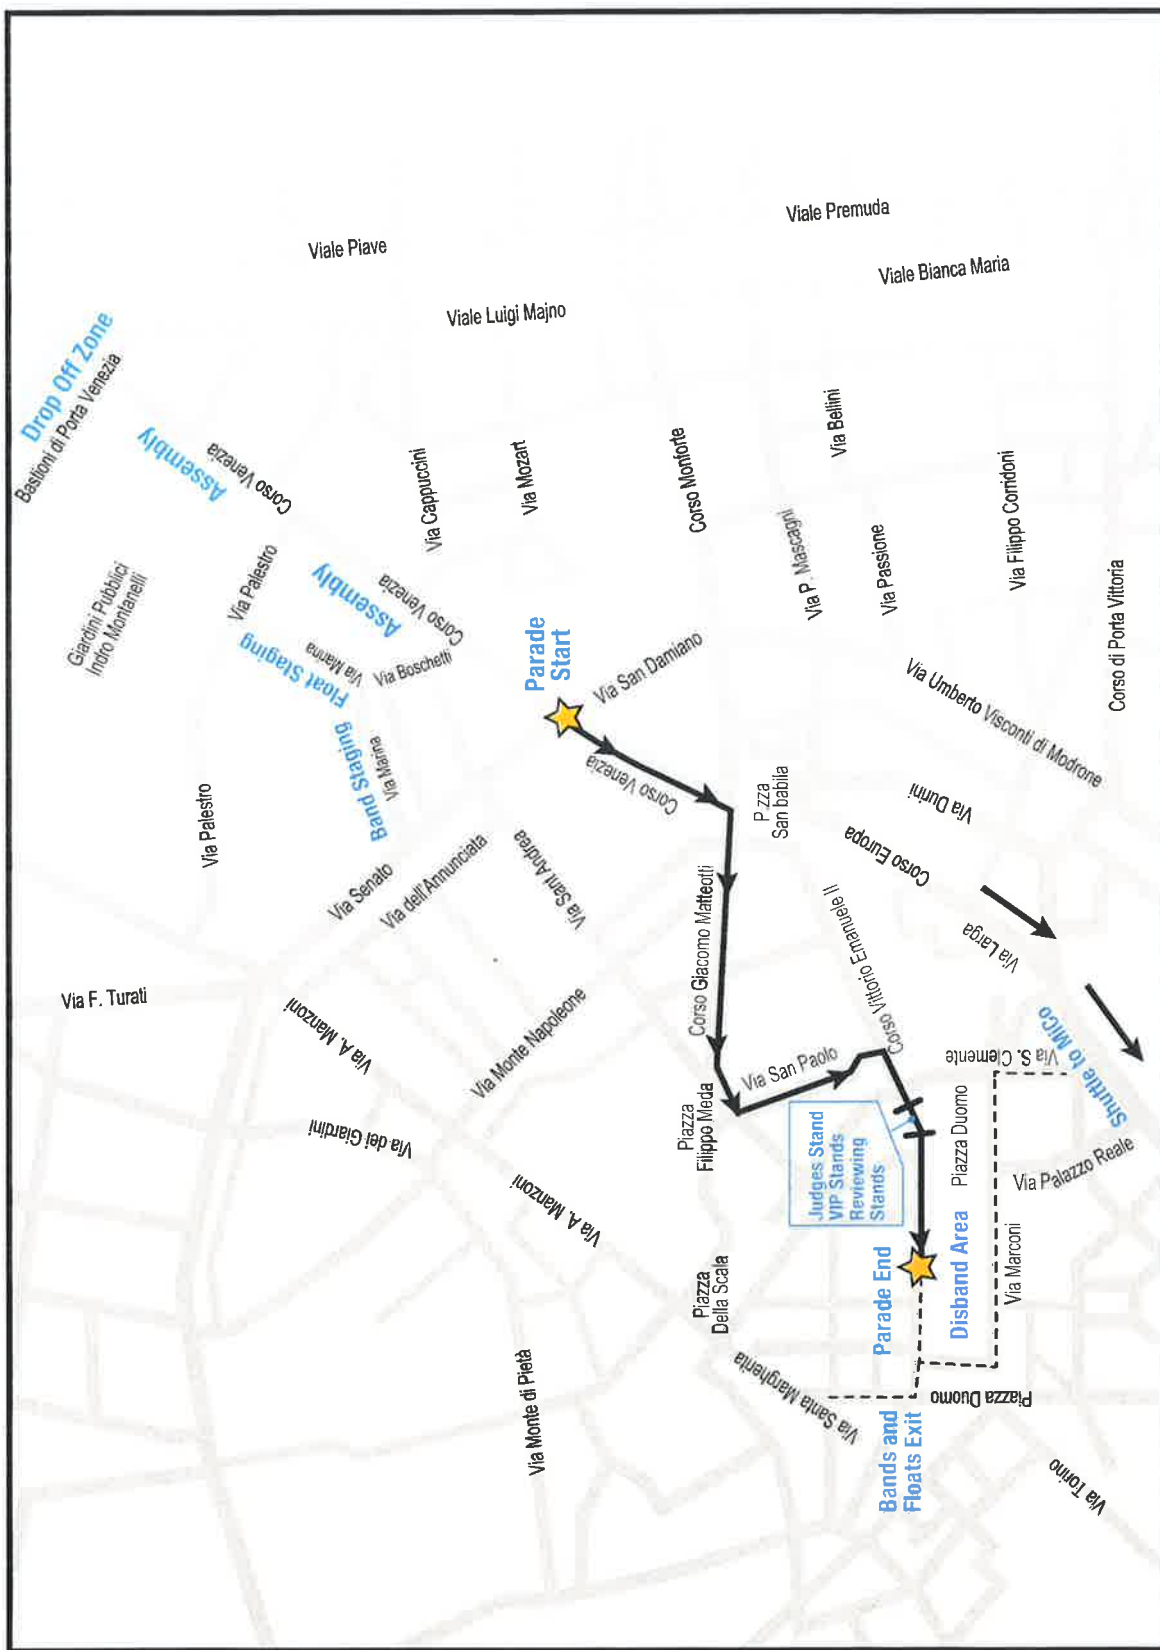 Drop Off Zone
Bastioni di Porta Venezia
Assembly
Corso Venezia
Viale Piave
Viale Luigi Majno
Viale Premuda
Viale Bianca Maria
Giardini Pubblici
Indro Montanelli
Via Palestro
Assembly
Corso Venezia
Via Cappuccini
Via Mozart
Corso Monforte
Via Bellini
Via P. Mascagni
Via Passione
Via Filippo Corridoni
Corso di Porta Vittoria
Float Staging
Via Marina
Via Boschetti
Band Staging
Via Marina
Parade
Start
Via San Damiano
Via Umberto Visconti di Modrone
Via Palestro
Via Senato
Via dell'Annunciata
Via Sant Andrea
Corso Venezia
P.zza
San babila
Via Durini
Corso Europa
Via Larga
Via F. Turati
Via A. Manzoni
Via Monte Napoleone
Corso Giacomo Matteotti
Corso Vittorio Emanuele II
Via dei Giardini
Via A. Manzoni
Piazza
Filippo Meda
Via San Paolo
Judges Stand
VIP Stands
Reviewing
Stands
Piazza Duomo
Via S. Clemente
Shuttle to MiCo
Via Palazzo Reale
Piazza
Della Scala
Parade End
Disband Area
Via Marconi
Via Monte di Pietà
Via Santa Margherita
Bands and
Floats Exit
Piazza Duomo
Via Torino